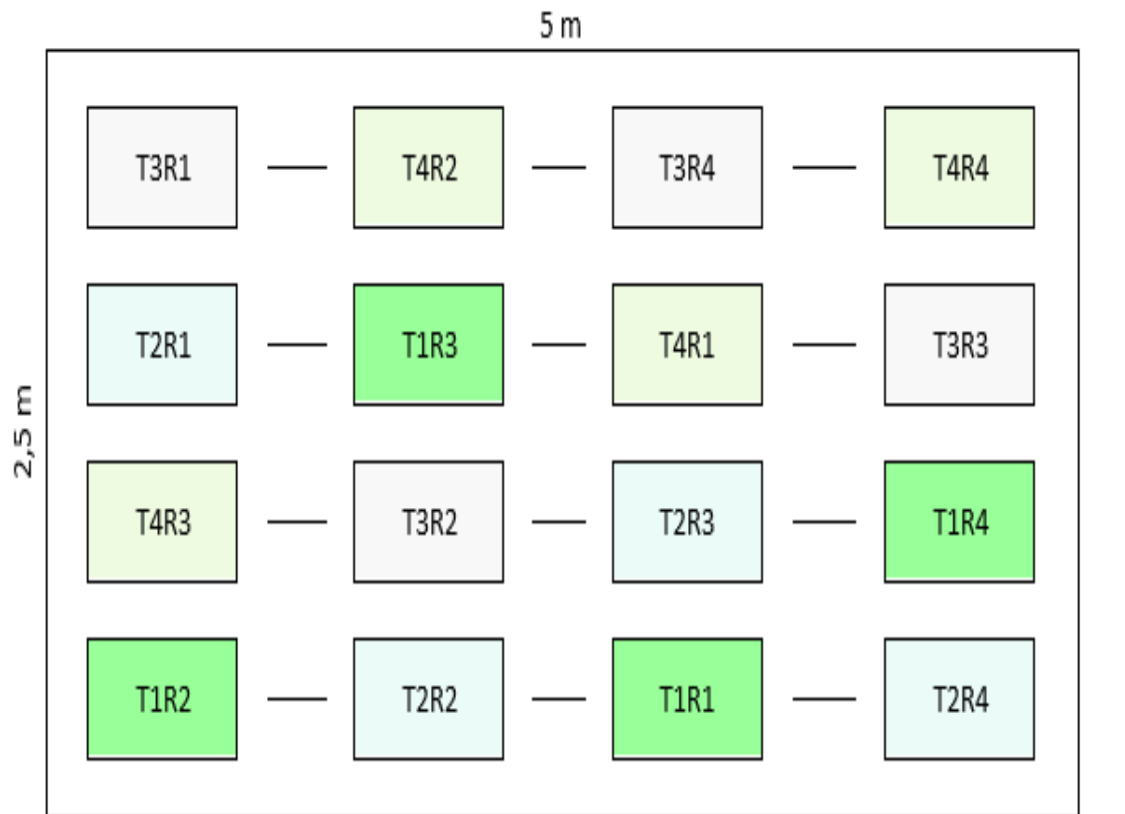 5 m
T3R1 T4R2 T3R4 T4R4
T2R1 T1R3 T4R1 T3R3
2,5 m
T4R3 T3R2 T2R3 T1R4
T1R2 T2R2 T1R1 T2R4